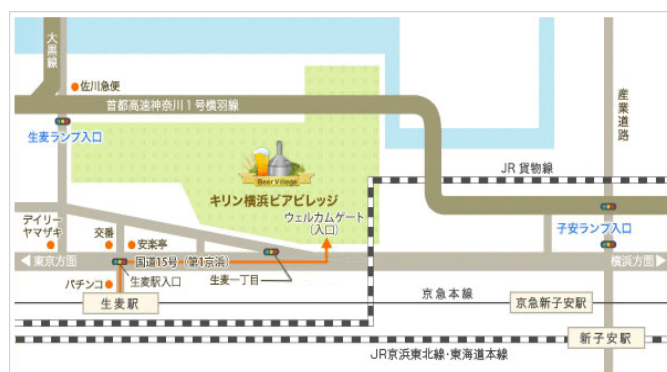 大黒線
佐川急便
首都高速神奈川1号横羽線
生麦ランプ入口
産業道路
Beer Village
キリン横浜ビアビレッジ
JR貨物線
ウェルカムゲート
(入口)
デイリー
ヤマザキ
交番
安楽亭
子安ランプ入口
東京方面
国道15号(第1京浜)
横浜方面
パチンコ
生麦駅入口
生麦一丁目
生麦駅
京急本線
京急新子安駅
新子安駅
JR京浜東北線・東海道本線